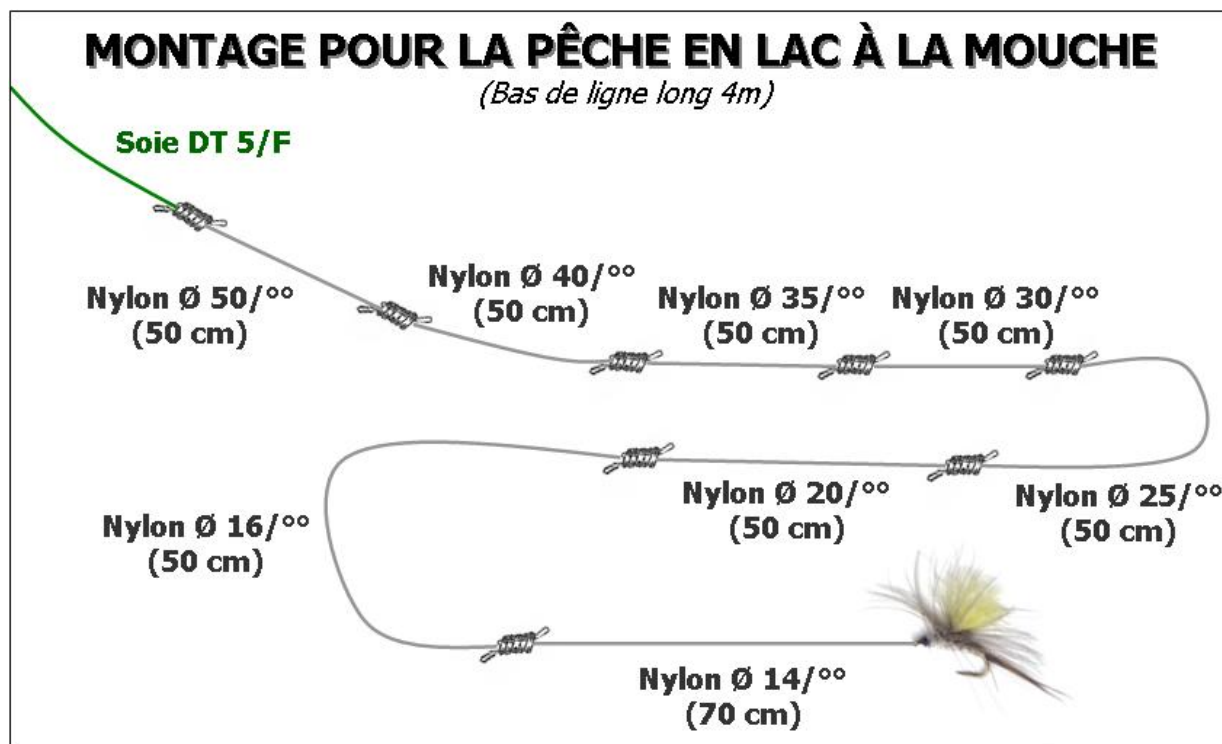 MONTAGE POUR LA PÊCHE EN LAC À LA MOUCHE
(Bas de ligne long 4m)
Soie DT 5/F
Nylon Ø 50/°°
(50 cm)
Nylon Ø 40/°°
(50 cm)
Nylon Ø 35/°°
(50 cm)
Nylon Ø 30/°°
(50 cm)
Nylon Ø 25/°°
(50 cm)
Nylon Ø 20/°°
(50 cm)
Nylon Ø 16/°°
(50 cm)
Nylon Ø 14/°°
(70 cm)